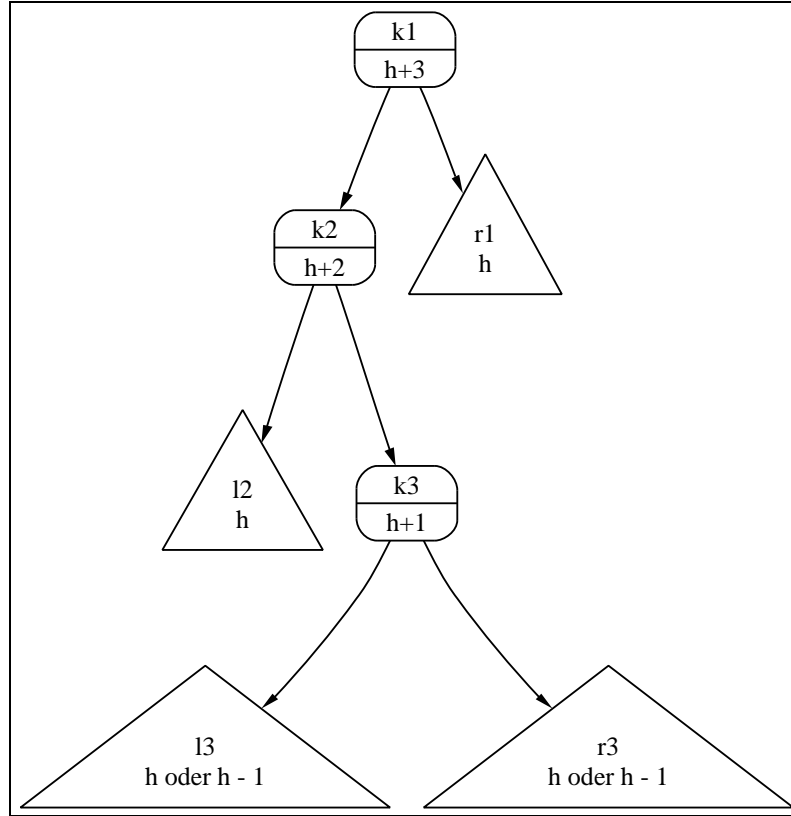 k1
h+3
r1
h
k2
h+2
l2
h
k3
h+1
l3
h oder h - 1
r3
h oder h - 1